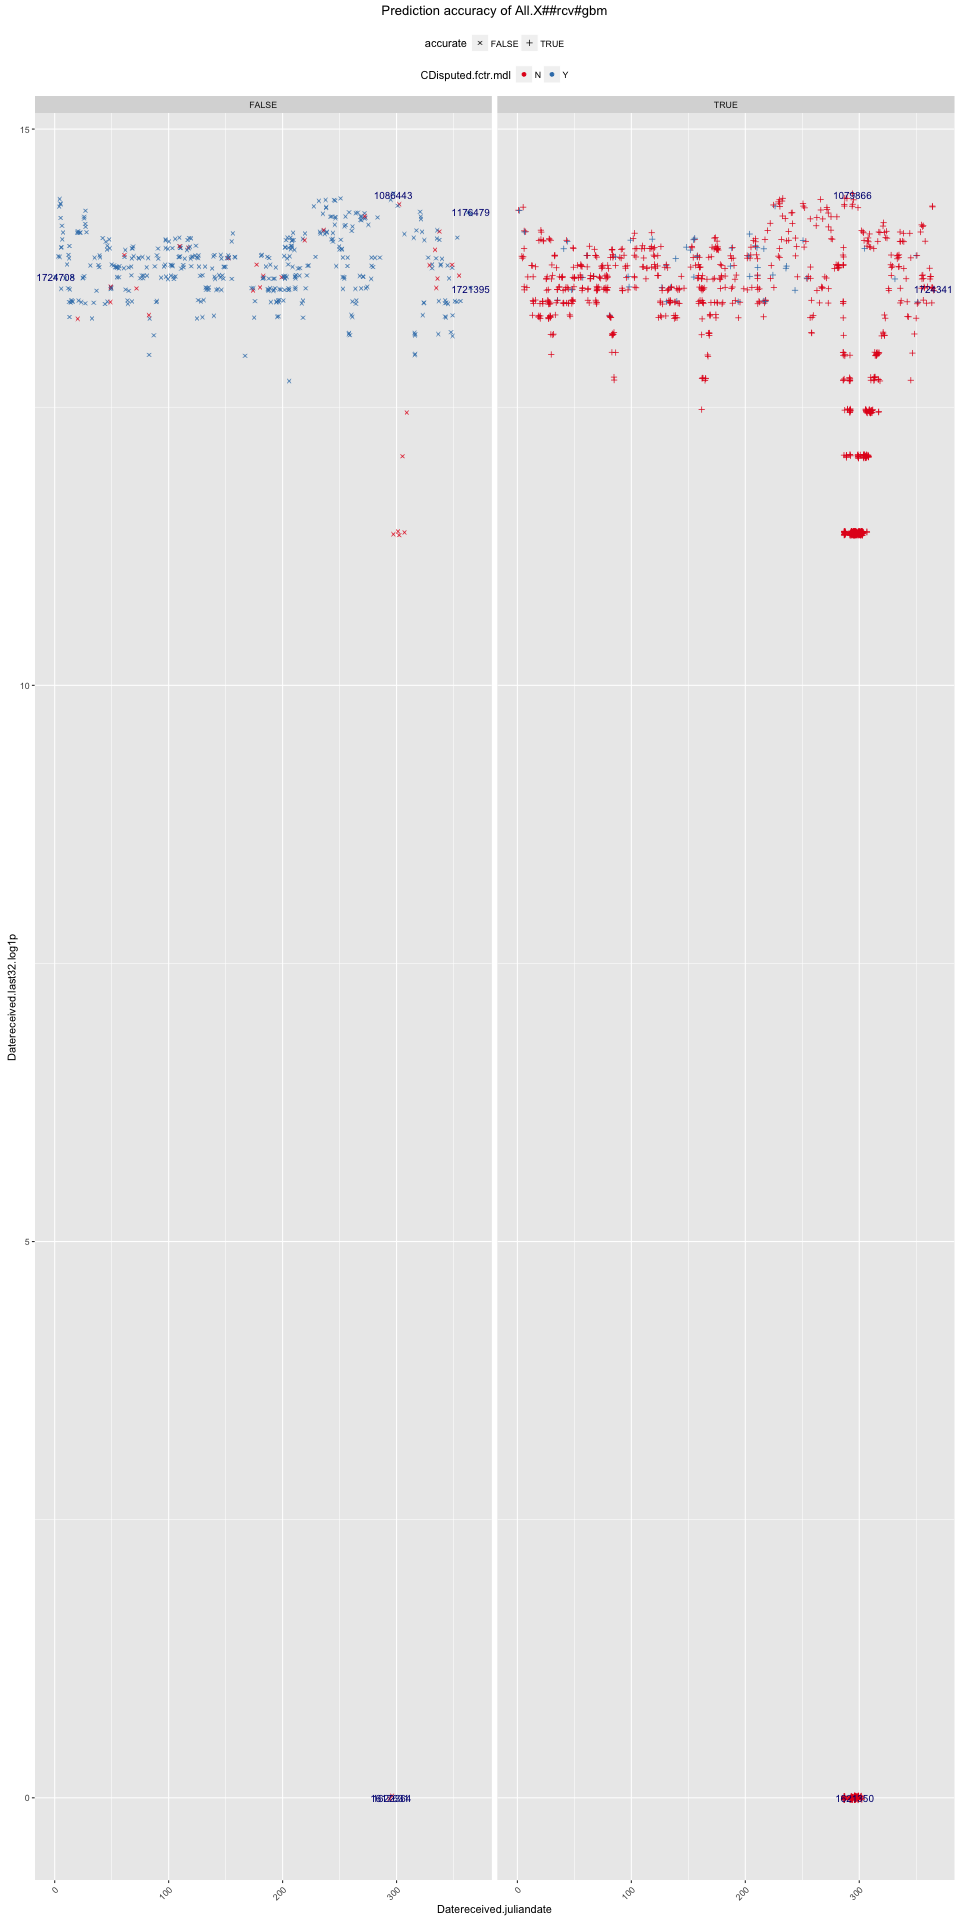 Prediction accuracy of All.X##rcv#gbm
accurate FALSE TRUE
CDisputed.fctr.mdl N Y
FALSE TRUE
15
1086443 1079866
1176479
1724708
1721395 1724341
10
Datereceived.last32.log1p
5
0
0 100 200 300 0 100 200 300
Datereceived.juliandate